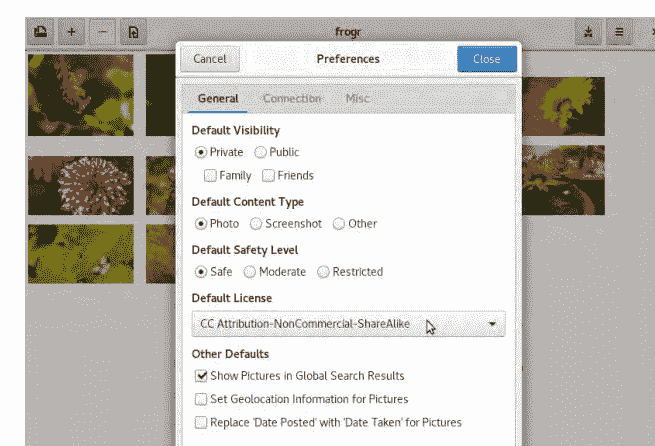 frogr
Cancel Preferences Close
General Connection Misc
Default Visibility
Private Public
Family Friends
Default Content Type
Photo Screenshot Other
Default Safety Level
Safe Moderate Restricted
Default License
CC Attribution-NonCommercial-ShareAlike
Other Defaults
Show Pictures in Global Search Results
Set Geolocation Information for Pictures
Replace 'Date Posted' with 'Date Taken' for Pictures